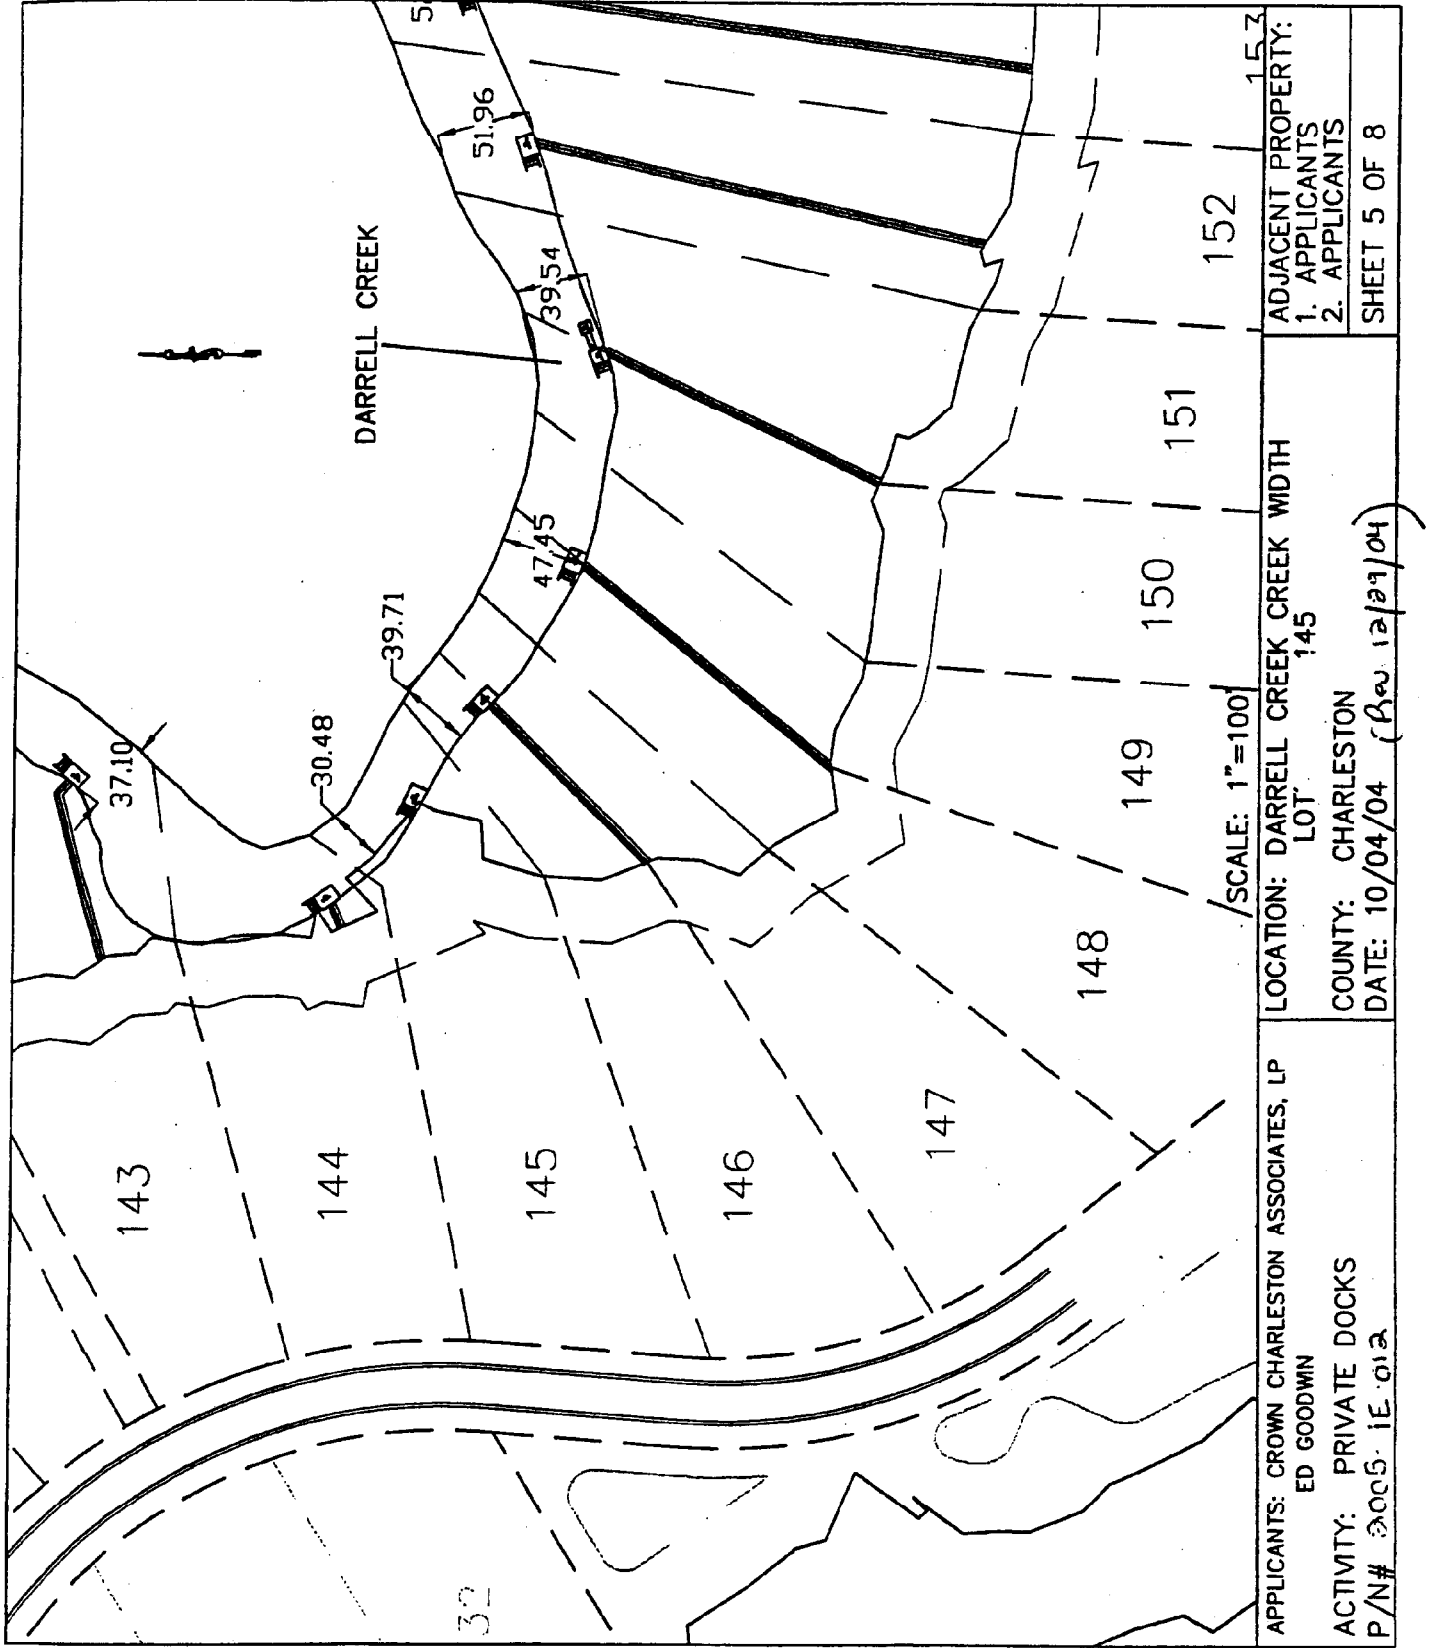 DARRELL CREEK
51.96
39.54
47.45
39.71
30.48
37.10
143
144
145
146
147
148
149
150
151
152
153
32
SCALE: 1"=100'
APPLICANTS: CROWN CHARLESTON ASSOCIATES, LP
ED GOODWIN
ACTIVITY: PRIVATE DOCKS
P/N# 2005-1E-012
LOCATION: DARRELL CREEK CREEK WIDTH
LOT 145
COUNTY: CHARLESTON
DATE: 10/04/04 (Rev 12/29/04)
ADJACENT PROPERTY:
1. APPLICANTS
2. APPLICANTS
SHEET 5 OF 8